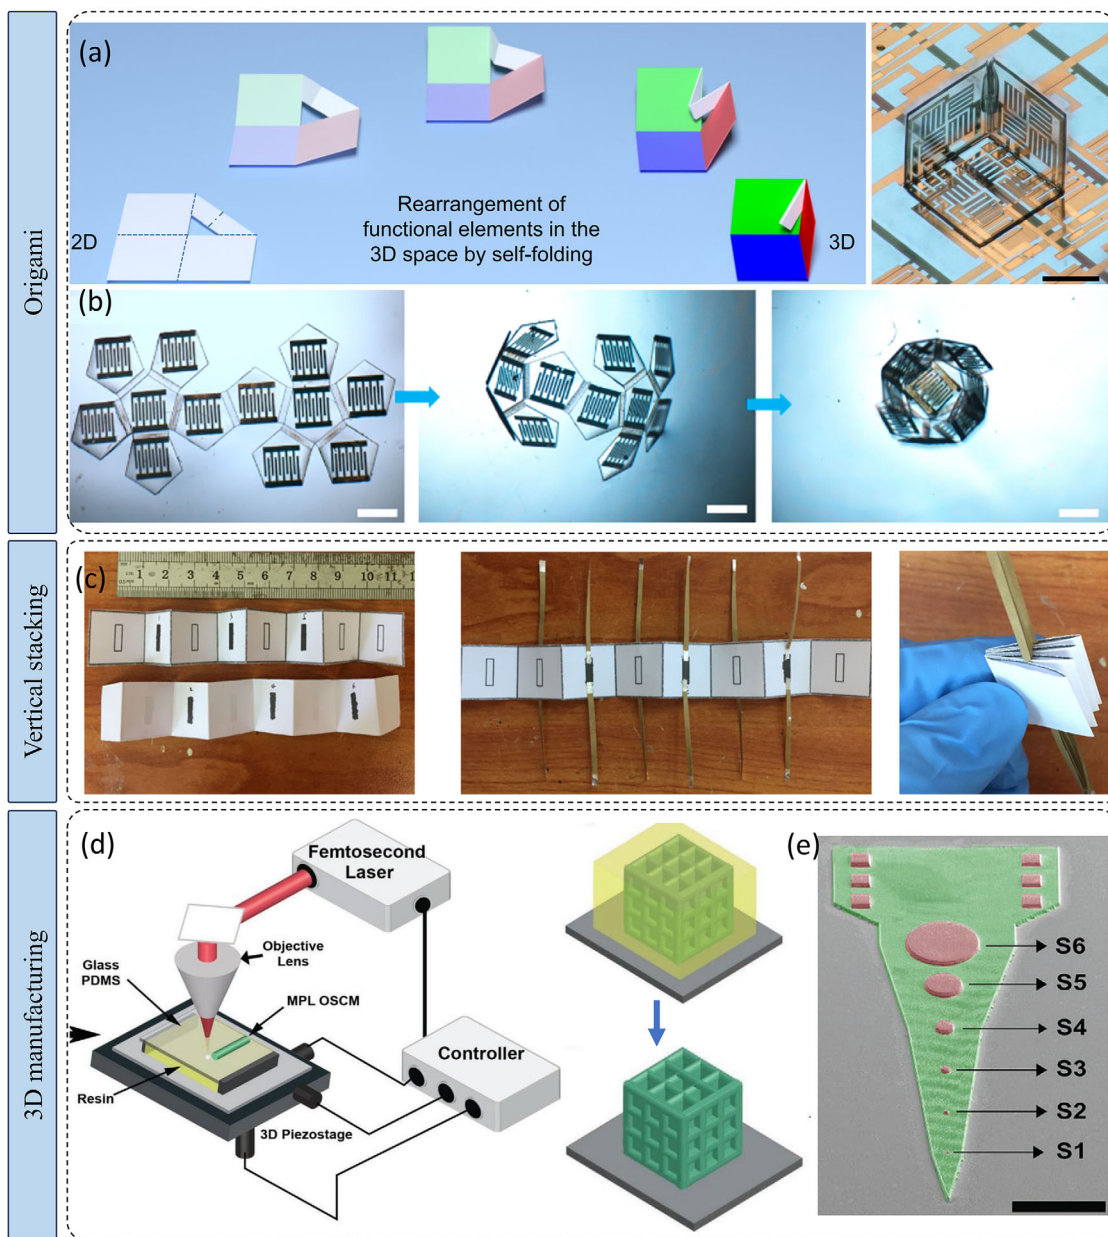 Origami
(a)
2D
Rearrangement of
functional elements in the
3D space by self-folding
3D
(b)
Vertical stacking
(c)
1 2 3 4 5 6 7 8 9 10 11
3D manufacturing
(d)
Femtosecond
Laser
Objective
Lens
Glass
PDMS
MPL OSCM
Controller
Resin
3D Piezostage
(e)
S6
S5
S4
S3
S2
S1